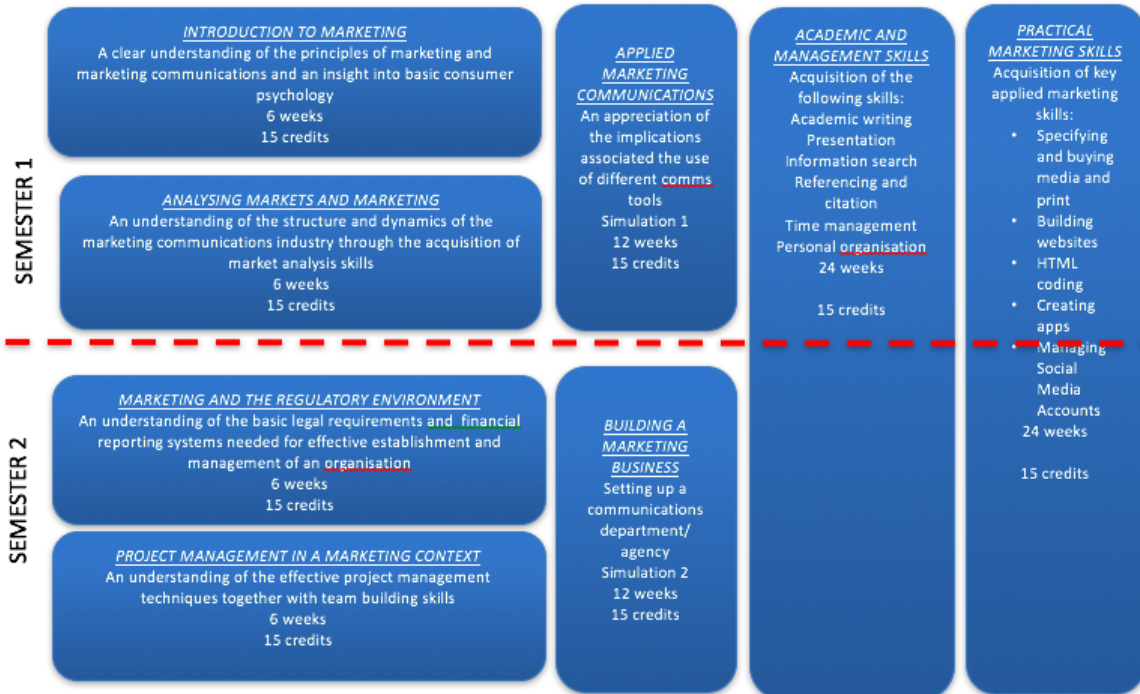 SEMESTER 1
INTRODUCTION TO MARKETING
A clear understanding of the principles of marketing and
marketing communications and an insight into basic consumer
psychology
6 weeks
15 credits
ANALYSING MARKETS AND MARKETING
An understanding of the structure and dynamics of the
marketing communications industry through the acquisition of
market analysis skills
6 weeks
15 credits
APPLIED
MARKETING
COMMUNICATIONS
An appreciation of
the implications
associated the use
of different comms
tools
Simulation 1
12 weeks
15 credits
ACADEMIC AND
MANAGEMENT SKILLS
Acquisition of the
following skills:
Academic writing
Presentation
Information search
Referencing and
citation
Time management
Personal organisation
24 weeks
15 credits
PRACTICAL
MARKETING SKILLS
Acquisition of key
applied marketing
skills:
• Specifying
and buying
media and
print
• Building
websites
• HTML
coding
• Creating
apps
• Managing
Social
Media
Accounts
24 weeks
15 credits
SEMESTER 2
MARKETING AND THE REGULATORY ENVIRONMENT
An understanding of the basic legal requirements and financial
reporting systems needed for effective establishment and
management of an organisation
6 weeks
15 credits
PROJECT MANAGEMENT IN A MARKETING CONTEXT
An understanding of the effective project management
techniques together with team building skills
6 weeks
15 credits
BUILDING A
MARKETING
BUSINESS
Setting up a
communications
department/
agency
Simulation 2
12 weeks
15 credits